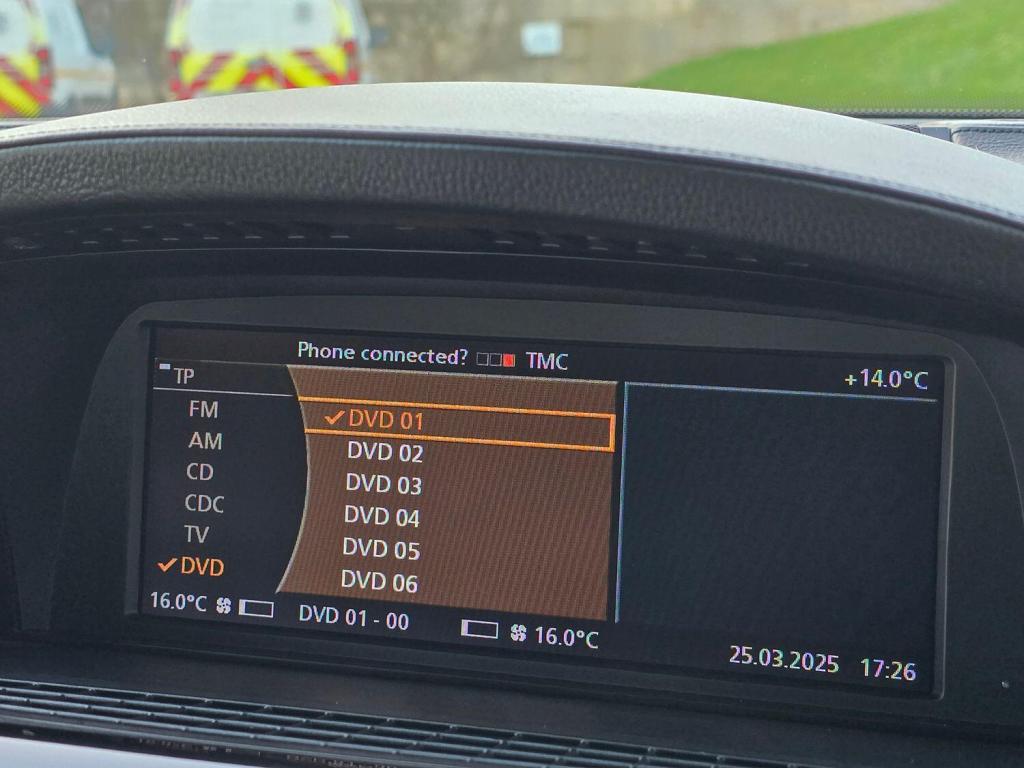 Phone connected? TMC
+14.0°C
TP
FM
AM
CD
CDC
TV
✓DVD
✓DVD 01
DVD 02
DVD 03
DVD 04
DVD 05
DVD 06
16.0°C
DVD 01 - 00
16.0°C
25.03.2025 17:26